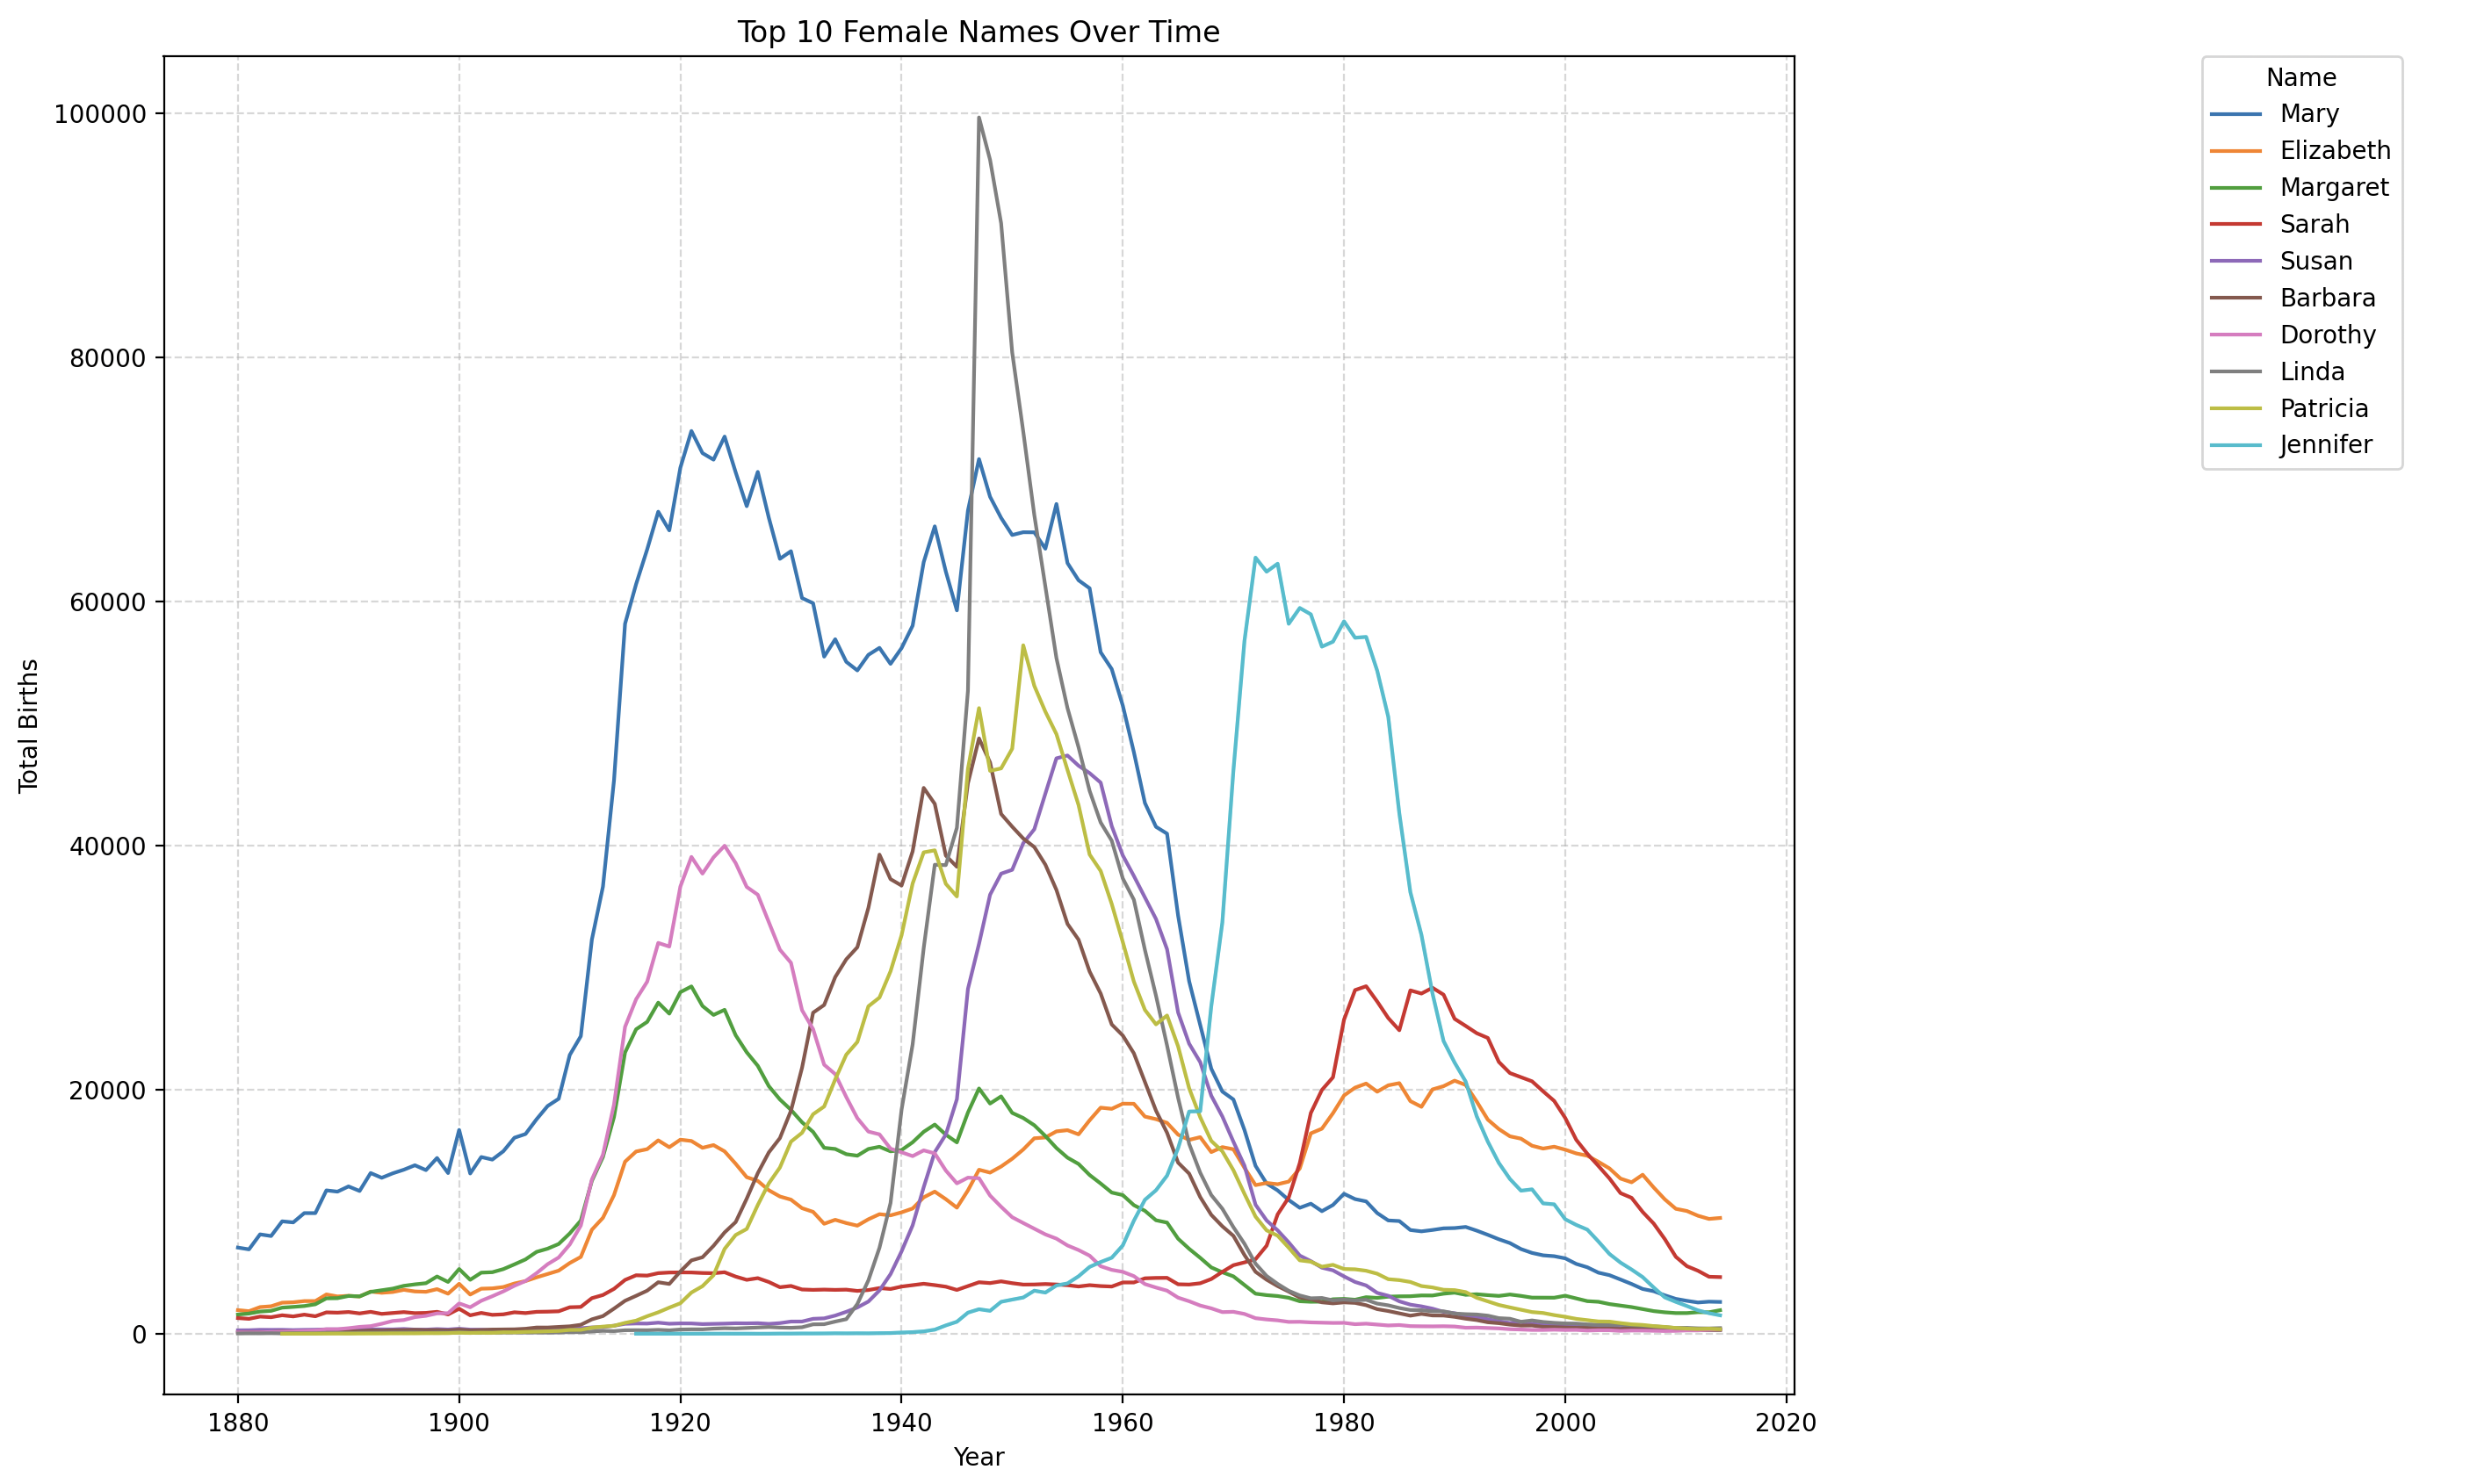 Top 10 Female Names Over Time
Total Births
100000
80000
60000
40000
20000
0
1880 1900 1920 1940 1960 1980 2000 2020
Year
Name
Mary
Elizabeth
Margaret
Sarah
Susan
Barbara
Dorothy
Linda
Patricia
Jennifer